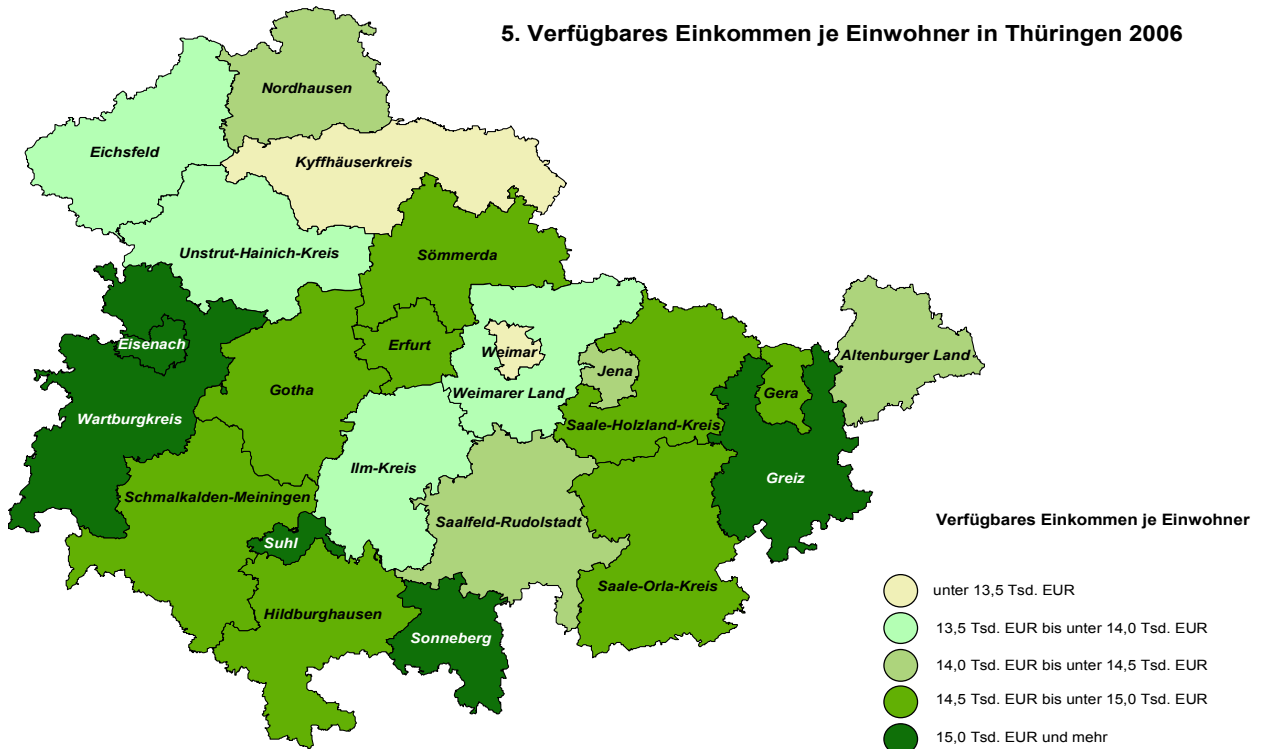 5. Verfügbares Einkommen je Einwohner in Thüringen 2006
Nordhausen
Eichsfeld
Kyffhäuserkreis
Unstrut-Hainich-Kreis
Sömmerda
Eisenach
Erfurt
Weimar
Altenburger Land
Jena
Gotha
Weimarer Land
Gera
Wartburgkreis
Saale-Holzland-Kreis
Ilm-Kreis
Greiz
Schmalkalden-Meiningen
Saalfeld-Rudolstadt
Suhl
Saale-Orla-Kreis
Hildburghausen
Sonneberg
Verfügbares Einkommen je Einwohner
unter 13,5 Tsd. EUR
13,5 Tsd. EUR bis unter 14,0 Tsd. EUR
14,0 Tsd. EUR bis unter 14,5 Tsd. EUR
14,5 Tsd. EUR bis unter 15,0 Tsd. EUR
15,0 Tsd. EUR und mehr